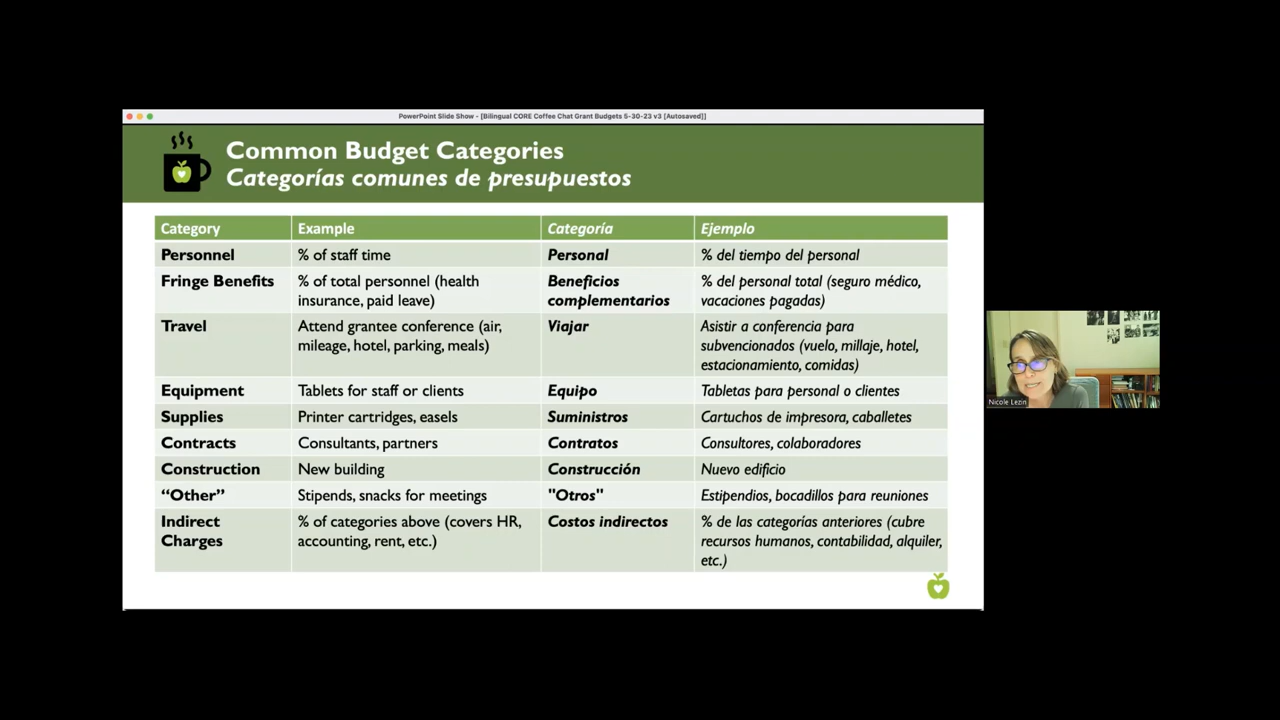 PowerPoint Slide Show - [Bilingual CORE Coffee Chat Grant Budgets 5-30-23 v3 [Autosaved]]
Common Budget Categories
Categorías comunes de presupuestos
Category
Example
Categoría
Ejemplo
Personnel
% of staff time
Personal
% del tiempo del personal
Fringe Benefits
% of total personnel (health
insurance, paid leave)
Beneficios
complementarios
% del personal total (seguro médico,
vacaciones pagadas)
Travel
Attend grantee conference (air,
mileage, hotel, parking, meals)
Viajar
Asistir a conferencia para
subvencionados (vuelo, millaje, hotel,
estacionamiento, comidas)
Equipment
Tablets for staff or clients
Equipo
Tabletas para personal o clientes
Supplies
Printer cartridges, easels
Suministros
Cartuchos de impresora, caballetes
Contracts
Consultants, partners
Contratos
Consultores, colaboradores
Construction
New building
Construcción
Nuevo edificio
“Other”
Stipends, snacks for meetings
"Otros"
Estipendios, bocadillos para reuniones
Indirect
Charges
% of categories above (covers HR,
accounting, rent, etc.)
Costos indirectos
% de las categorías anteriores (cubre
recursos humanos, contabilidad, alquiler,
etc.)
Nicole Lezin